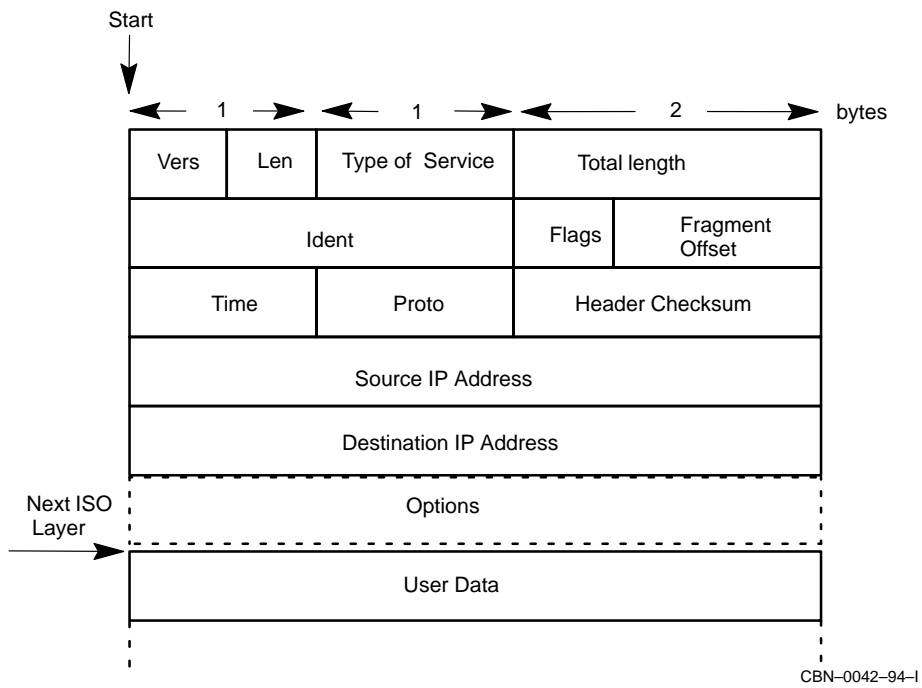 Start
1 1 2 bytes
Vers Len Type of Service Total length
Ident Flags Fragment
Offset
Time Proto Header Checksum
Source IP Address
Destination IP Address
Next ISO
Layer
Options
User Data
CBN–0042–94–I